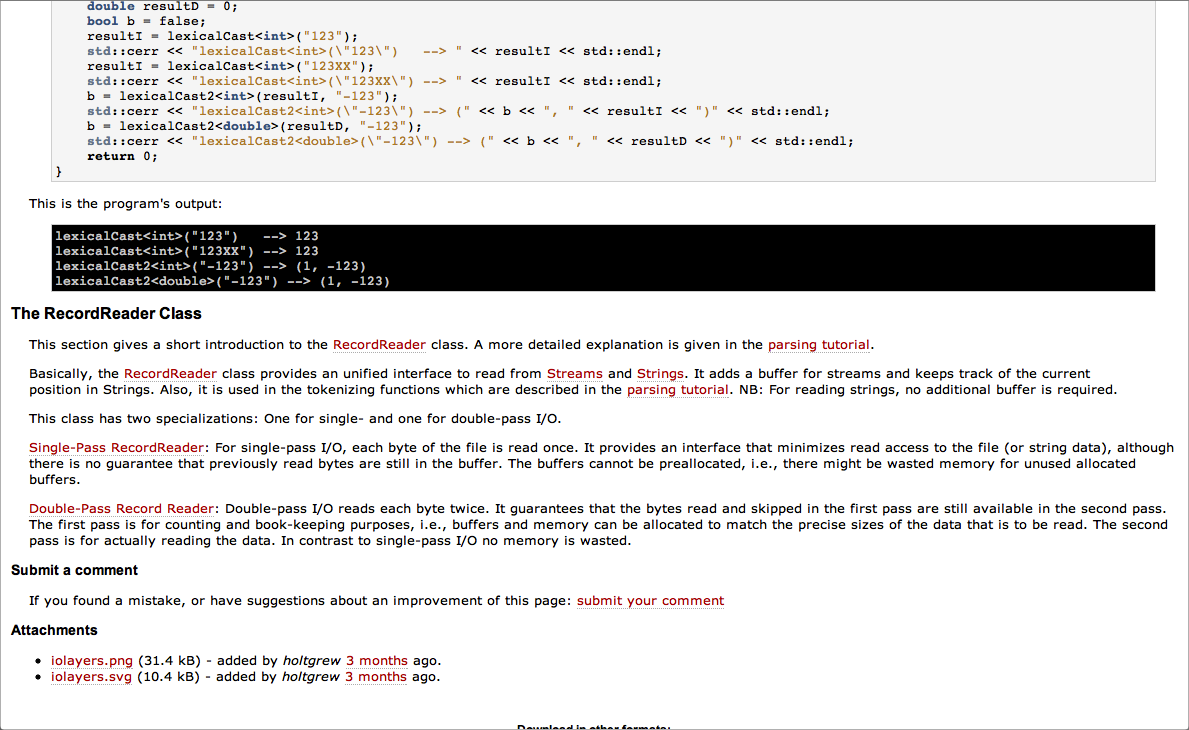 double resultD = 0;
bool b = false;
resultI = lexicalCast<int>("123");
std::cerr << "lexicalCast<int>(\"123\")   --> " << resultI << std::endl;
resultI = lexicalCast<int>("123XX");
std::cerr << "lexicalCast<int>(\"123XX\") --> " << resultI << std::endl;
b = lexicalCast2<int>(resultI, "-123");
std::cerr << "lexicalCast2<int>(\"-123\") --> (" << b << ", " << resultI << ")" << std::endl;
b = lexicalCast2<double>(resultD, "-123");
std::cerr << "lexicalCast2<double>(\"-123\") --> (" << b << ", " << resultD << ")" << std::endl;
return 0;
}
This is the program's output:
lexicalCast<int>("123")   --> 123
lexicalCast<int>("123XX") --> 123
lexicalCast2<int>("-123") --> (1, -123)
lexicalCast2<double>("-123") --> (1, -123)
The RecordReader Class
This section gives a short introduction to the RecordReader class. A more detailed explanation is given in the parsing tutorial.
Basically, the RecordReader class provides an unified interface to read from Streams and Strings. It adds a buffer for streams and keeps track of the current
position in Strings. Also, it is used in the tokenizing functions which are described in the parsing tutorial. NB: For reading strings, no additional buffer is required.
This class has two specializations: One for single- and one for double-pass I/O.
Single-Pass RecordReader: For single-pass I/O, each byte of the file is read once. It provides an interface that minimizes read access to the file (or string data), although
there is no guarantee that previously read bytes are still in the buffer. The buffers cannot be preallocated, i.e., there might be wasted memory for unused allocated
buffers.
Double-Pass Record Reader: Double-pass I/O reads each byte twice. It guarantees that the bytes read and skipped in the first pass are still available in the second pass.
The first pass is for counting and book-keeping purposes, i.e., buffers and memory can be allocated to match the precise sizes of the data that is to be read. The second
pass is for actually reading the data. In contrast to single-pass I/O no memory is wasted.
Submit a comment
If you found a mistake, or have suggestions about an improvement of this page: submit your comment
Attachments
• iolayers.png (31.4 kB) - added by holtgrew 3 months ago.
• iolayers.svg (10.4 kB) - added by holtgrew 3 months ago.
Download in other formats: